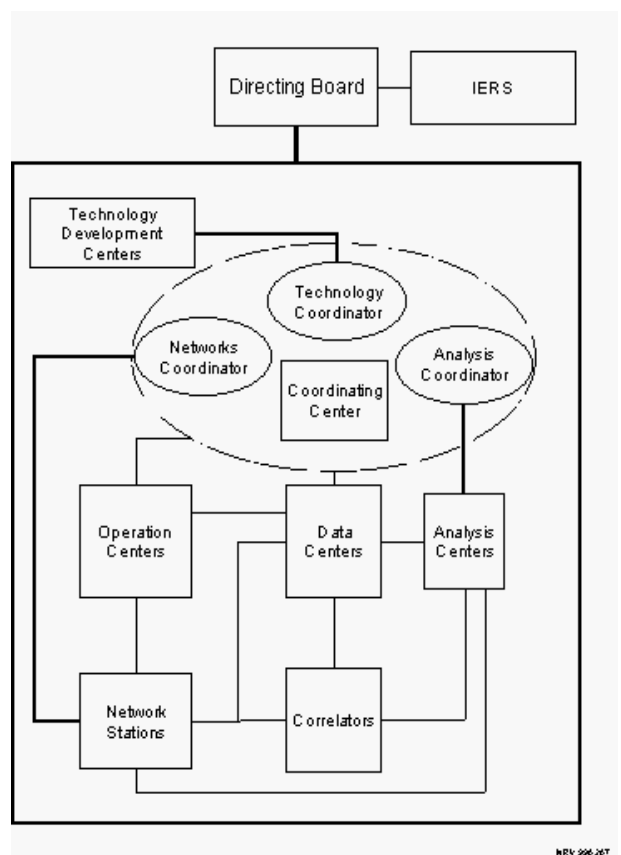 Directing Board
IERS
Technology
Development
Centers
Technology
Coordinator
Networks
Coordinator
Analysis
Coordinator
Coordinating
Center
Operation
Centers
Data
Centers
Analysis
Centers
Network
Stations
Correlators